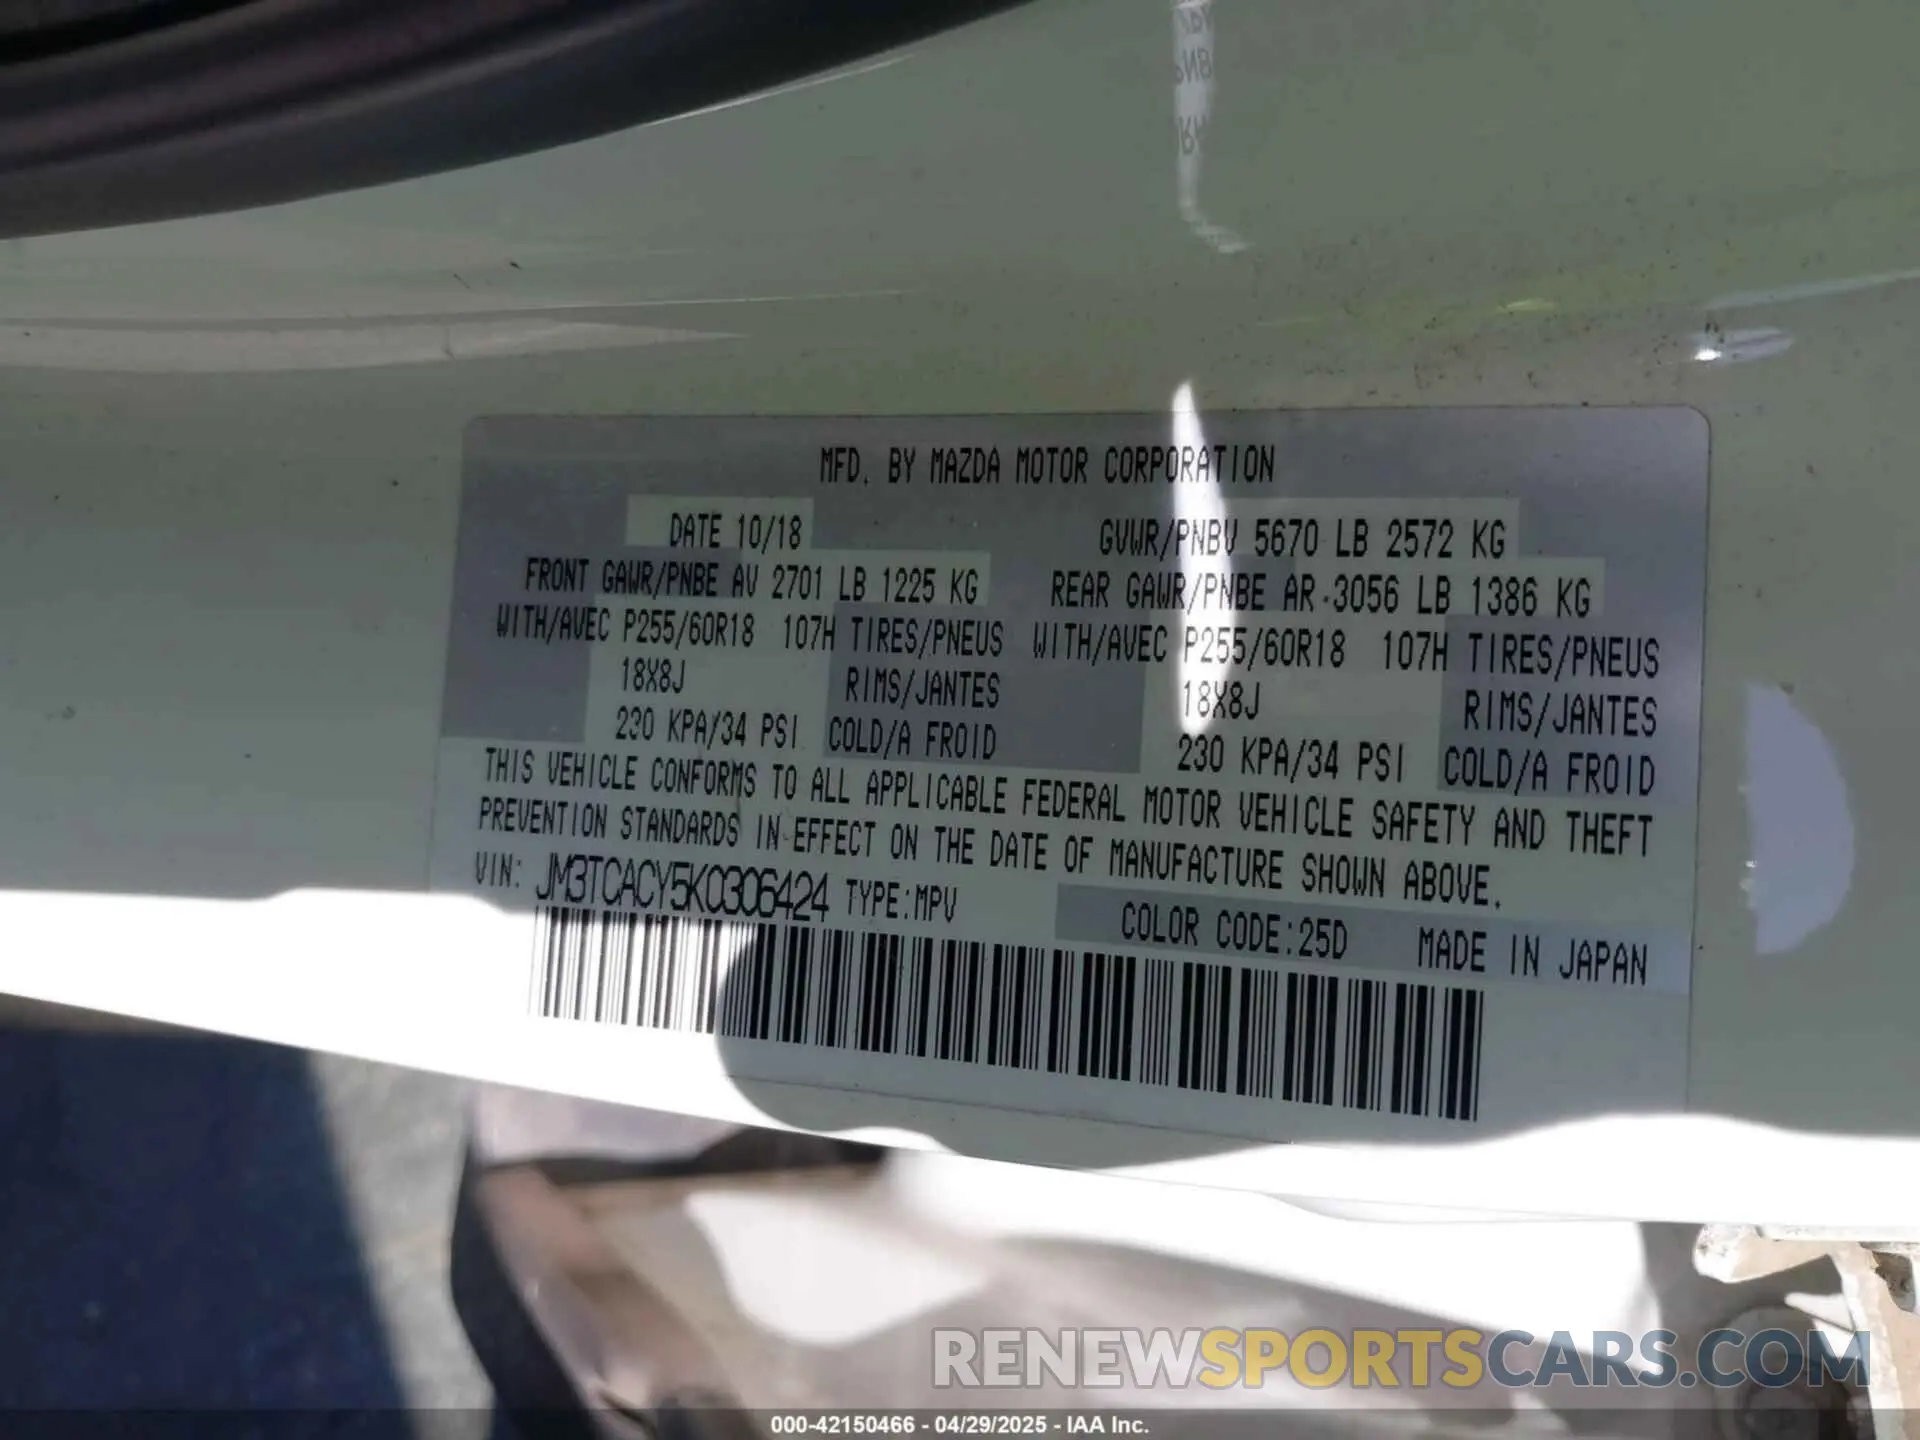 MFD. BY MAZDA MOTOR CORPORATION
DATE 10/18 GVWR/PNBV 5670 LB 2572 KG
FRONT GAWR/PNBE AV 2701 LB 1225 KG REAR GAWR/PNBE AR 3056 LB 1386 KG
WITH/AVEC P255/60R18 107H TIRES/PNEUS WITH/AVEC P255/60R18 107H TIRES/PNEUS
18X8J RIMS/JANTES 18X8J RIMS/JANTES
230 KPA/34 PSI COLD/A FROID 230 KPA/34 PSI COLD/A FROID
THIS VEHICLE CONFORMS TO ALL APPLICABLE FEDERAL MOTOR VEHICLE SAFETY AND THEFT
PREVENTION STANDARDS IN EFFECT ON THE DATE OF MANUFACTURE SHOWN ABOVE.
VIN: JM3TCACY5K0306424 TYPE:MPV COLOR CODE:25D MADE IN JAPAN
RENEWSPORTSCARS.COM
000-42150466 - 04/29/2025 - IAA Inc.